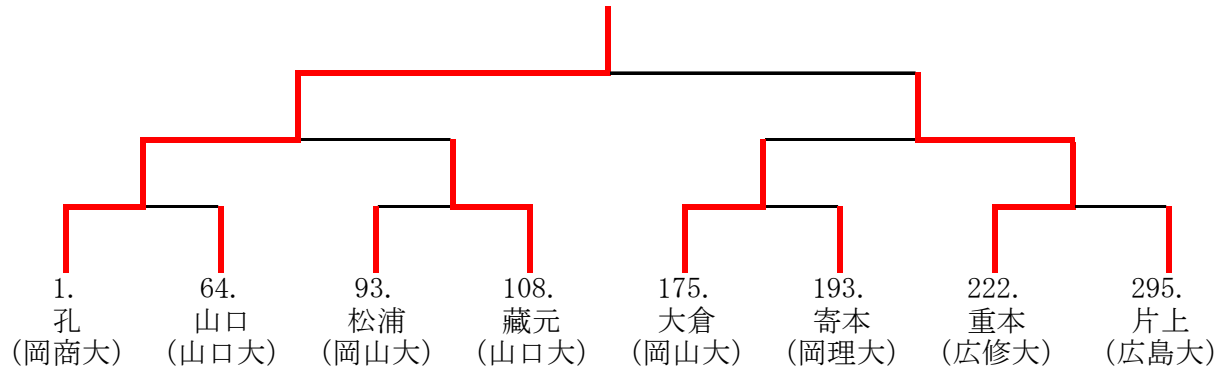 1. 64. 93. 108. 175. 193. 222. 295.
孔 山口 松浦 藏元 大倉 寄本 重本 片上
(岡商大) (山口大) (岡山大) (山口大) (岡山大) (岡理大) (広修大) (広島大)